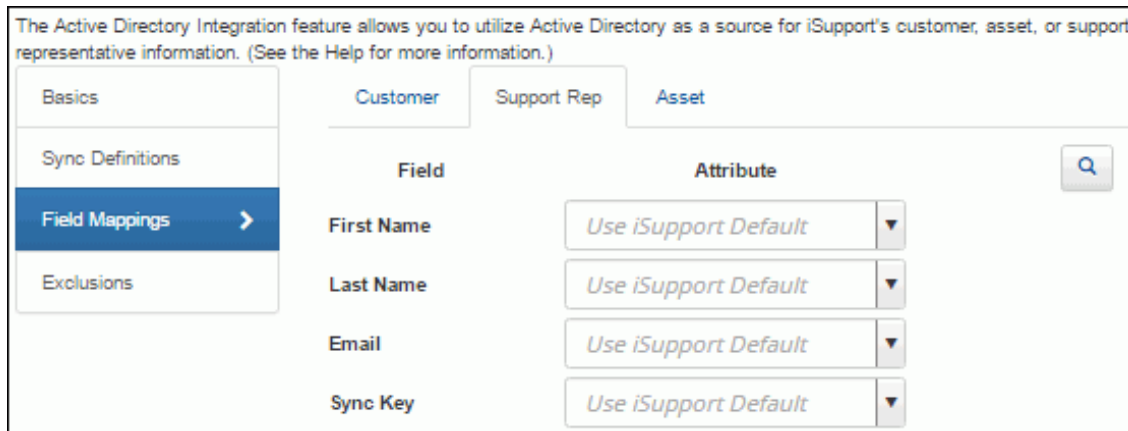 The Active Directory Integration feature allows you to utilize Active Directory as a source for iSupport's customer, asset, or support
representative information. (See the Help for more information.)
Basics
Customer Support Rep Asset
Sync Definitions
Field Attribute
Field Mappings
First Name Use iSupport Default
Exclusions
Last Name Use iSupport Default
Email Use iSupport Default
Sync Key Use iSupport Default